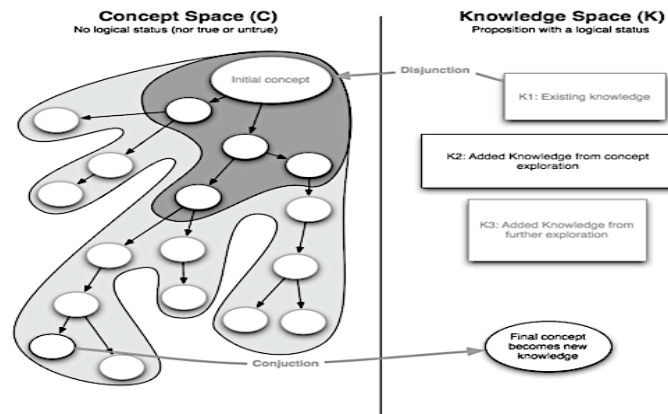 Concept Space (C)
No logical status (nor true or untrue)
Knowledge Space (K)
Proposition with a logical status
Initial concept
Disjunction
K1: Existing knowledge
K2: Added Knowledge from concept
exploration
K3: Added Knowledge from
further exploration
Final concept
becomes new
knowledge
Conjuction